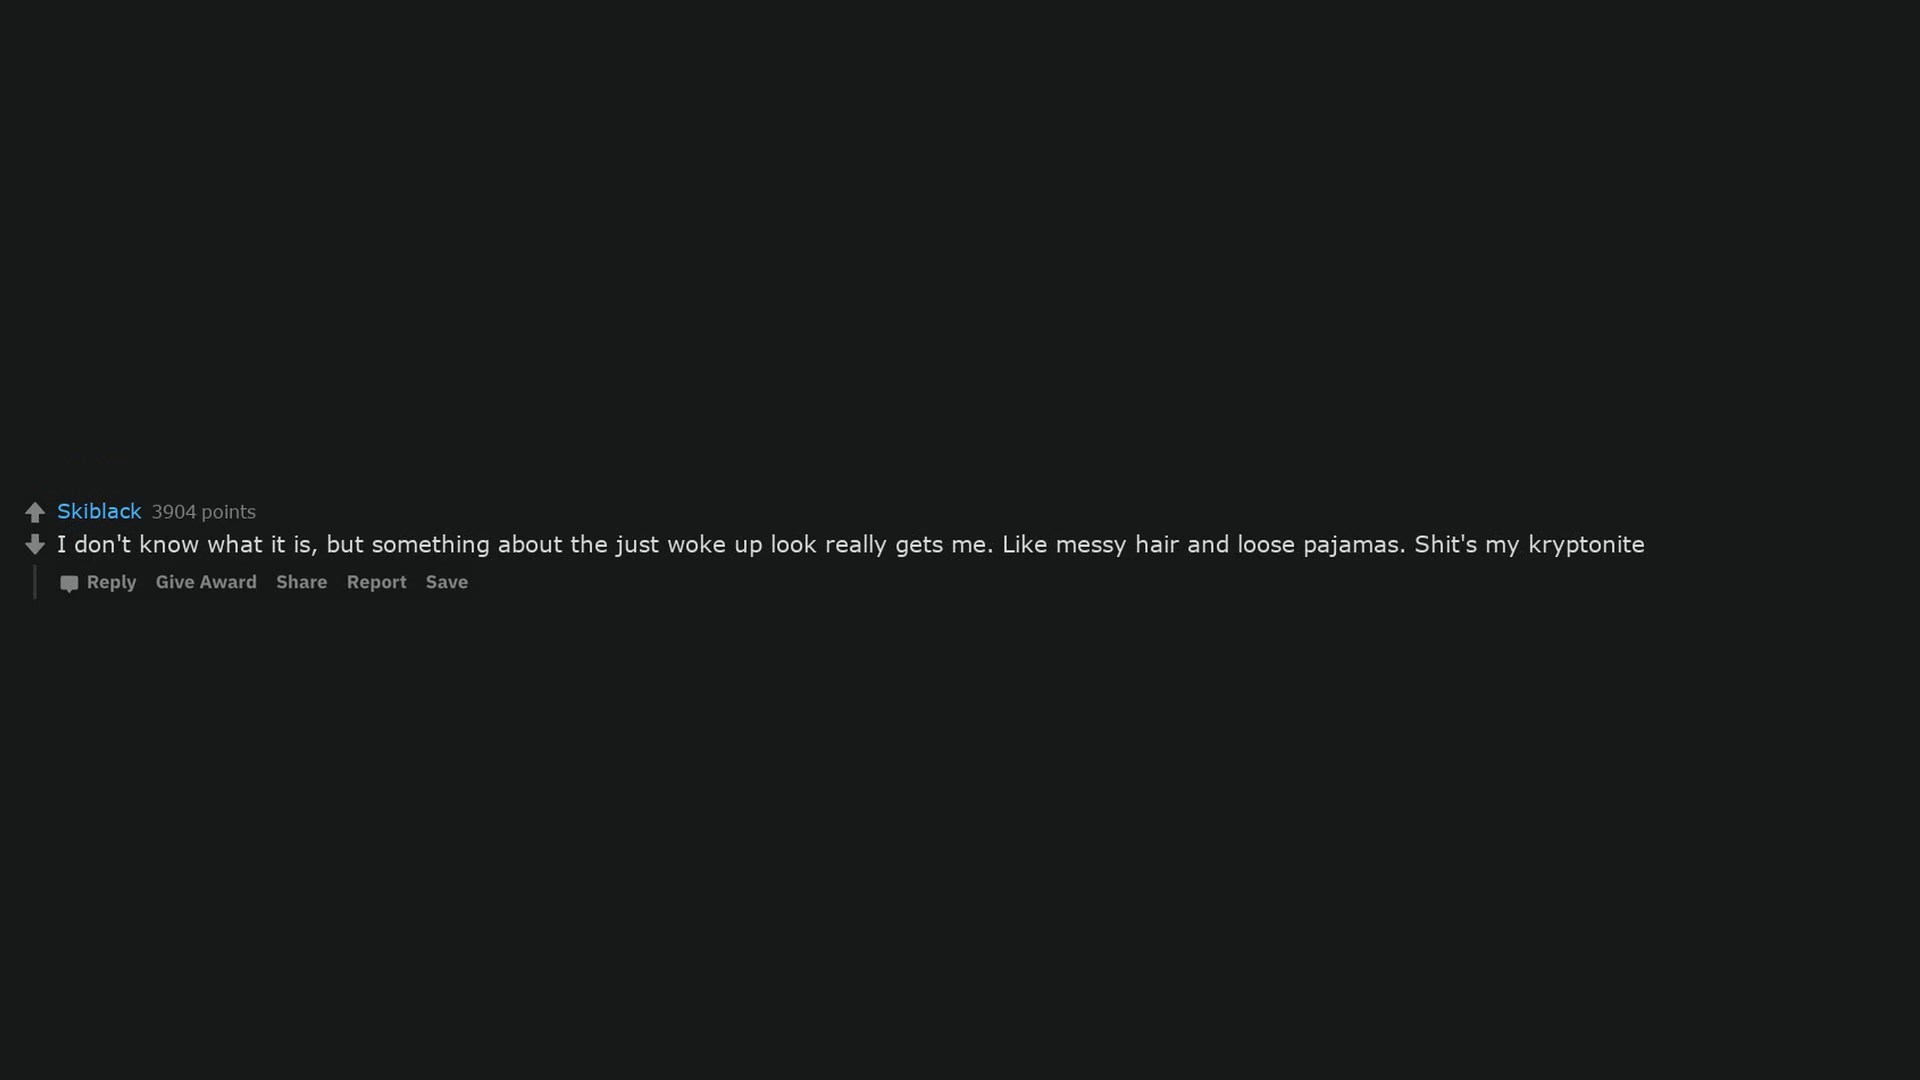 Skiblack 3904 points
I don't know what it is, but something about the just woke up look really gets me. Like messy hair and loose pajamas. Shit's my kryptonite
Reply Give Award Share Report Save